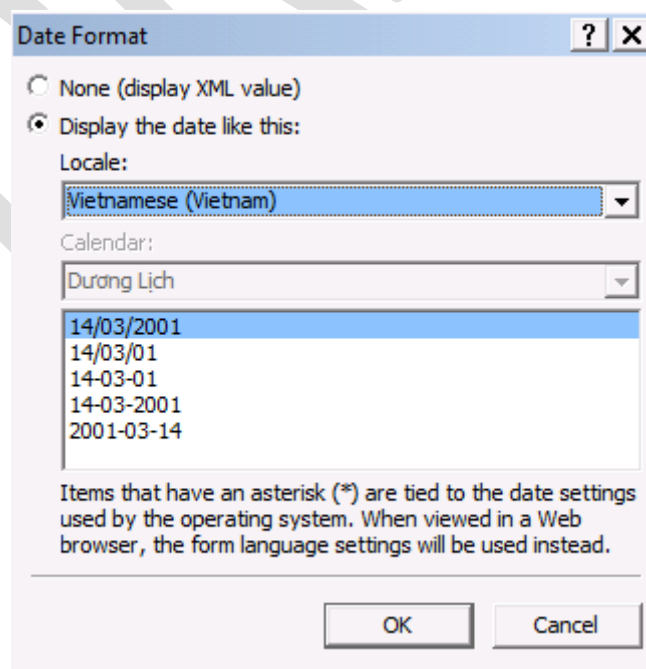 Date Format
None (display XML value)
Display the date like this:
Locale:
Vietnamese (Vietnam)
Calendar:
Dương Lịch
14/03/2001
14/03/01
14-03-01
14-03-2001
2001-03-14
Items that have an asterisk (*) are tied to the date settings
used by the operating system. When viewed in a Web
browser, the form language settings will be used instead.
OK Cancel